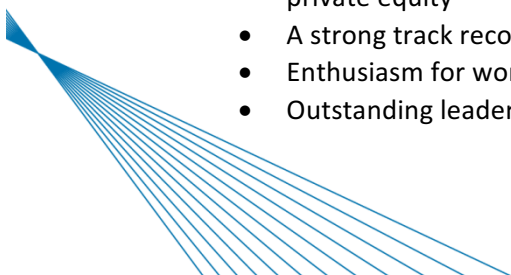 private equity
• A strong track reco
• Enthusiasm for wor
• Outstanding leader